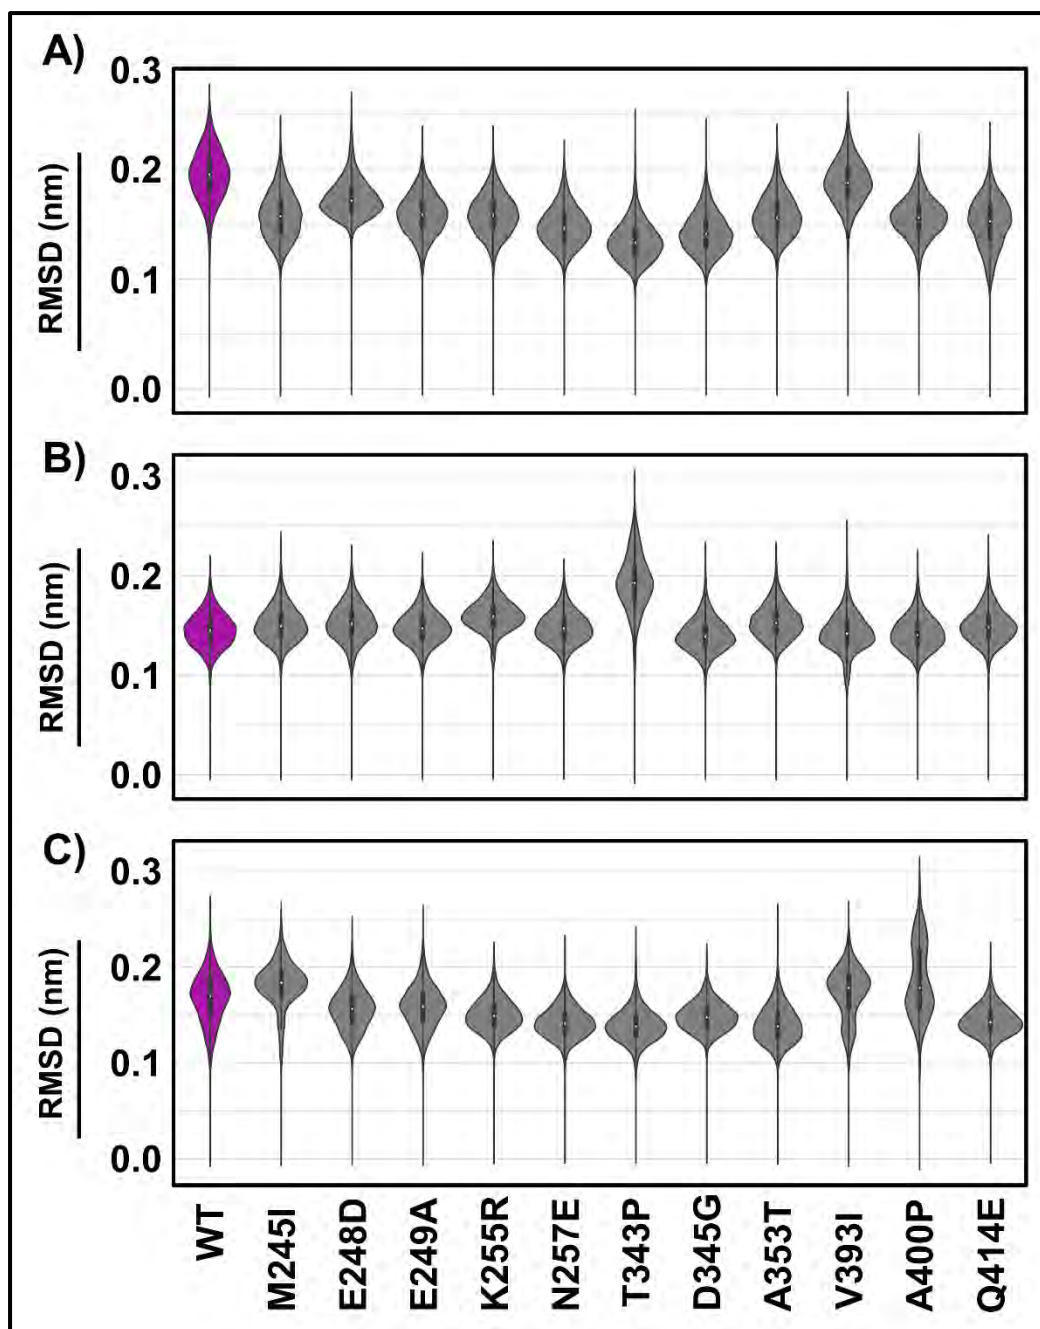 A)
0.3
0.2
0.1
0.0
RMSD (nm)
B)
0.3
0.2
0.1
0.0
RMSD (nm)
C)
0.3
0.2
0.1
0.0
RMSD (nm)
WT
M245I
E248D
E249A
K255R
N257E
T343P
D345G
A353T
V393I
A400P
Q414E